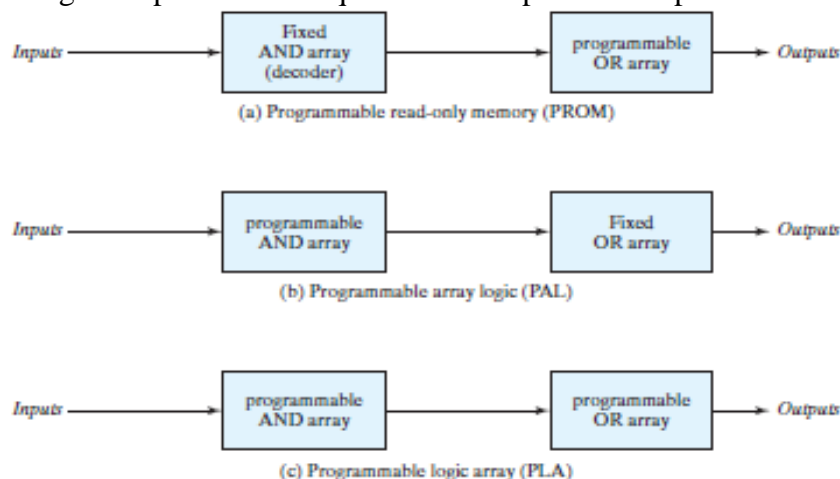 Fixed
AND array
(decoder)
programmable
OR array
Inputs
Outputs
(a) Programmable read-only memory (PROM)
programmable
AND array
Fixed
OR array
Inputs
Outputs
(b) Programmable array logic (PAL)
programmable
AND array
programmable
OR array
Inputs
Outputs
(c) Programmable logic array (PLA)